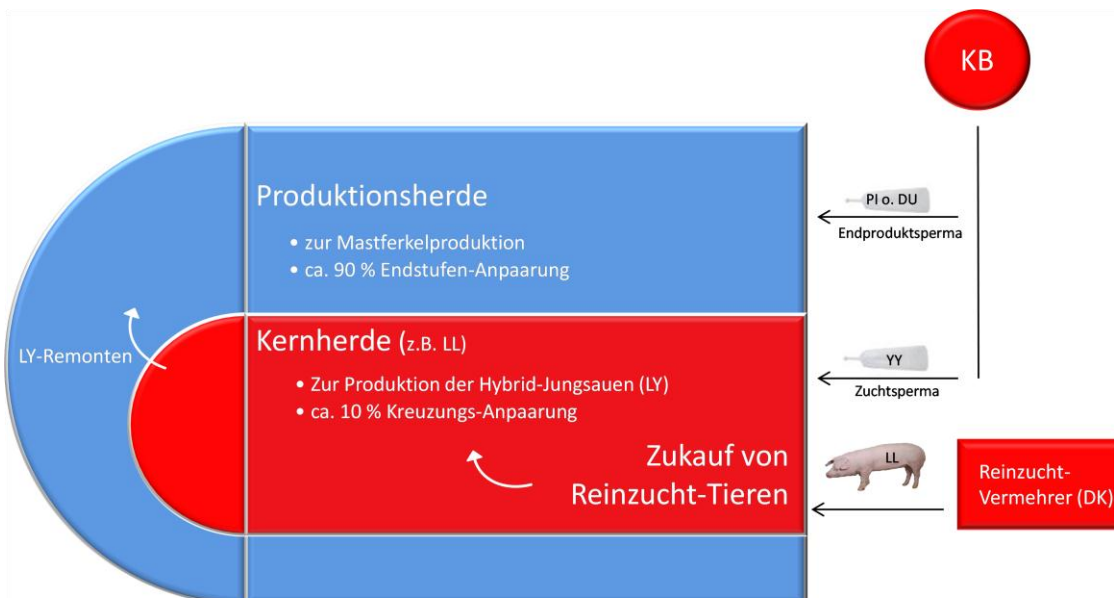 KB
Produktionsherde
• zur Mastferkelproduktion
• ca. 90 % Endstufen-Anpaarung
PI o. DU
Endproduktsperma
LY-Remonten
Kernherde (z.B. LL)
• Zur Produktion der Hybrid-Jungsauen (LY)
• ca. 10 % Kreuzungs-Anpaarung
YY
Zuchtsperma
Zukauf von
Reinzucht-Tieren
LL
Reinzucht-
Vermehrer (DK)